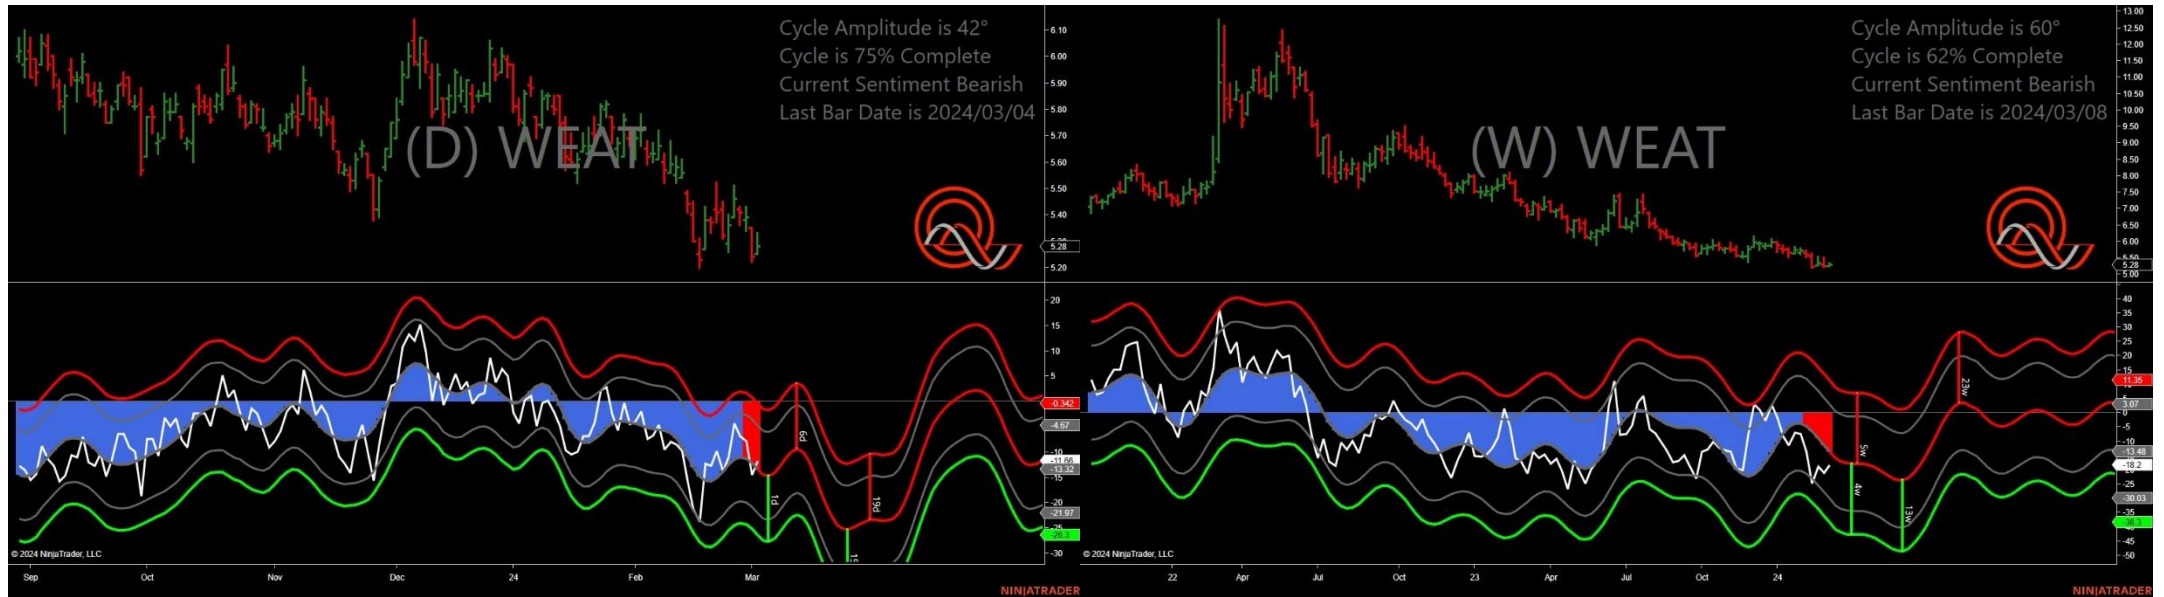 Cycle Amplitude is 42°
Cycle is 75% Complete
Current Sentiment Bearish
Last Bar Date is 2024/03/04
(D) WEAT
6.10
6.00
5.90
5.80
5.70
5.60
5.50
5.40
5.28
5.20
20
15
10
5
-0.342
-4.67
-10
-11.66
-13.32
-15
-21.97
-26.3
-30
6d
1d
19d
© 2024 NinjaTrader, LLC
Sep Oct Nov Dec 24 Feb Mar
NINJATRADER
Cycle Amplitude is 60°
Cycle is 62% Complete
Current Sentiment Bearish
Last Bar Date is 2024/03/08
(W) WEAT
13.00
12.50
12.00
11.50
11.00
10.50
10.00
9.50
9.00
8.50
8.00
7.50
7.00
6.50
6.00
5.28
5.00
40
35
30
25
20
15
11.35
3.07
0
-5
-10
-13.48
-18.2
-25
-30.03
-35
-38.3
-45
-50
5w
4w
13w
23w
© 2024 NinjaTrader, LLC
22 Apr Jul Oct 23 Apr Jul Oct 24
NINJATRADER